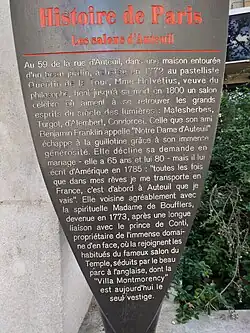 Histoire de Paris
Les salons d'Auteuil
Au 59 de la rue d'Auteuil, dans une maison entourée
d'un beau en 1772 au pastelliste
Quentin de La Tour, Mme Helvétius, veuve du
philosophe, tint jusqu'à sa mort en 1800 un salon
célèbre où aiment à se retrouver les grands
esprits du siècle des lumières : Malesherbes,
Turgot, d'Alembert, Condorcet. Celle que son ami
Benjamin Franklin appelle "Notre Dame d'Auteuil"
échappe à la guillotine grâce à son immense
générosité. Elle décline sa demande en
mariage - elle a 65 ans et lui 80 - mais il lui
écrit d'Amérique en 1785 : "toutes les fois
que dans mes rêves je me transporte en
France, c'est d'abord à Auteuil que je
vais". Elle voisine agréablement avec
la spirituelle Madame de Boufflers,
devenue en 1773, après une longue
liaison avec le prince de Conti,
propriétaire de l'immense domai-
ne d'en face, où la rejoignent les
habitués du fameux salon du
Temple, séduits par le beau
parc à l'anglaise, dont la
"Villa Montmorency"
est aujourd'hui le
seul vestige.